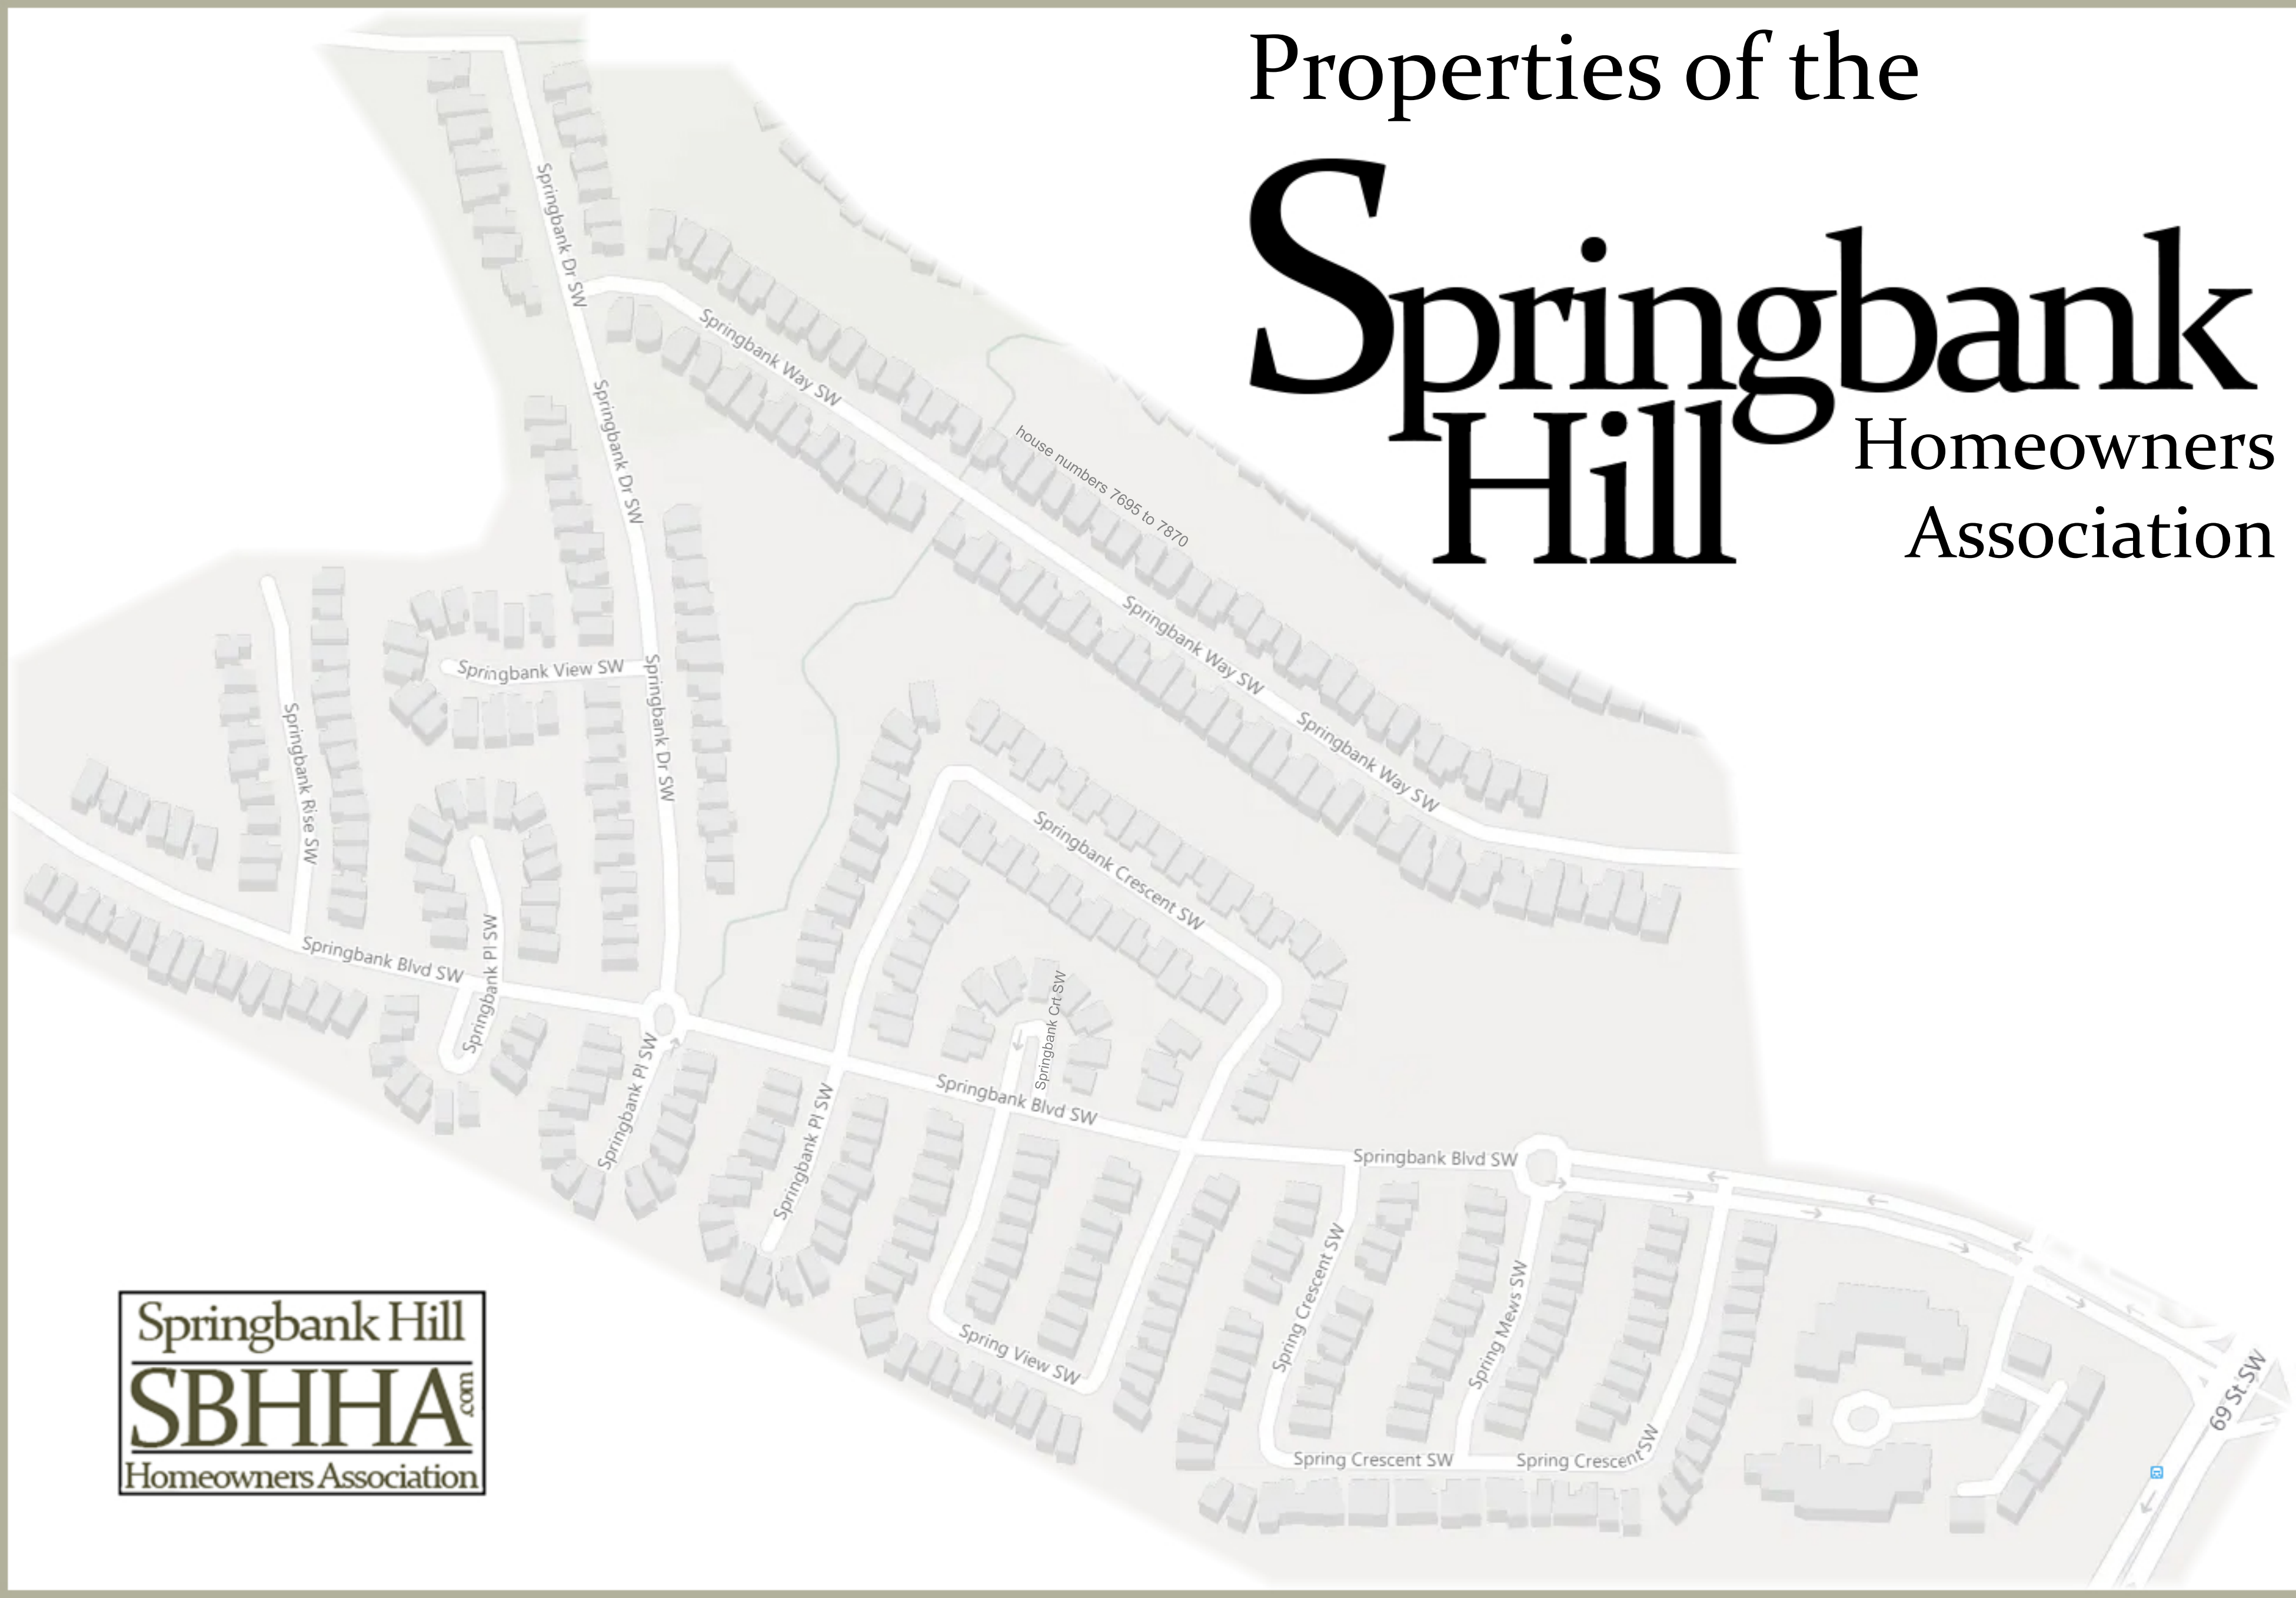 Properties of the
Springbank
Hill
Homeowners
Association
Springbank Dr SW
Springbank Way SW
Springbank Dr SW
house numbers 7695 to 7870
Springbank Way SW
Springbank View SW
Springbank Dr SW
Springbank Way SW
Springbank Rise SW
Springbank Crescent SW
Springbank Pl SW
Springbank Blvd SW
Springbank Pl SW
Springbank Crt SW
Springbank Pl SW
Springbank Blvd SW
Springbank Pl SW
Springbank Blvd SW
Spring Crescent SW
Spring Mews SW
Spring View SW
69 St SW
Spring Crescent SW
Spring Crescent SW
Springbank Hill
SBHHA.com
Homeowners Association